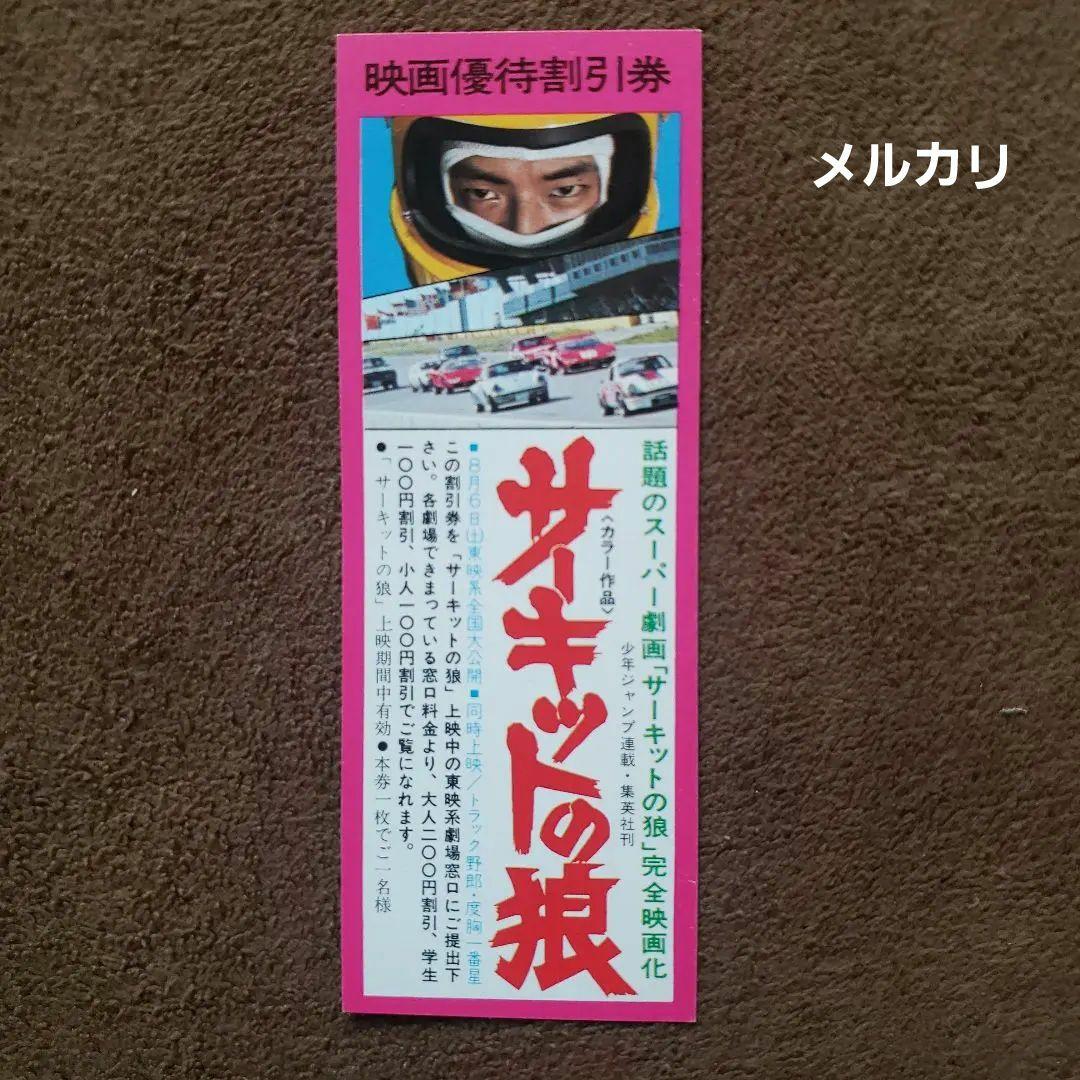 映画優待割引券
メルカリ
話題のスーパー劇画「サーキットの狼」完全映画化
少年ジャンプ連載・集英社刊
〈カラー作品〉
サーキットの狼
■8月6日(土)東映系全国大公開■同時上映/トラック野郎・度胸一番星
この割引券を「サーキットの狼」上映中の東映系劇場窓口にご提出下
さい。各劇場できまっている窓口料金より、大人二〇〇円割引、学生
一〇〇円割引、小人一〇〇円割引でご覧になれます。
●「サーキットの狼」上映期間中有効●本券一枚でご一名様